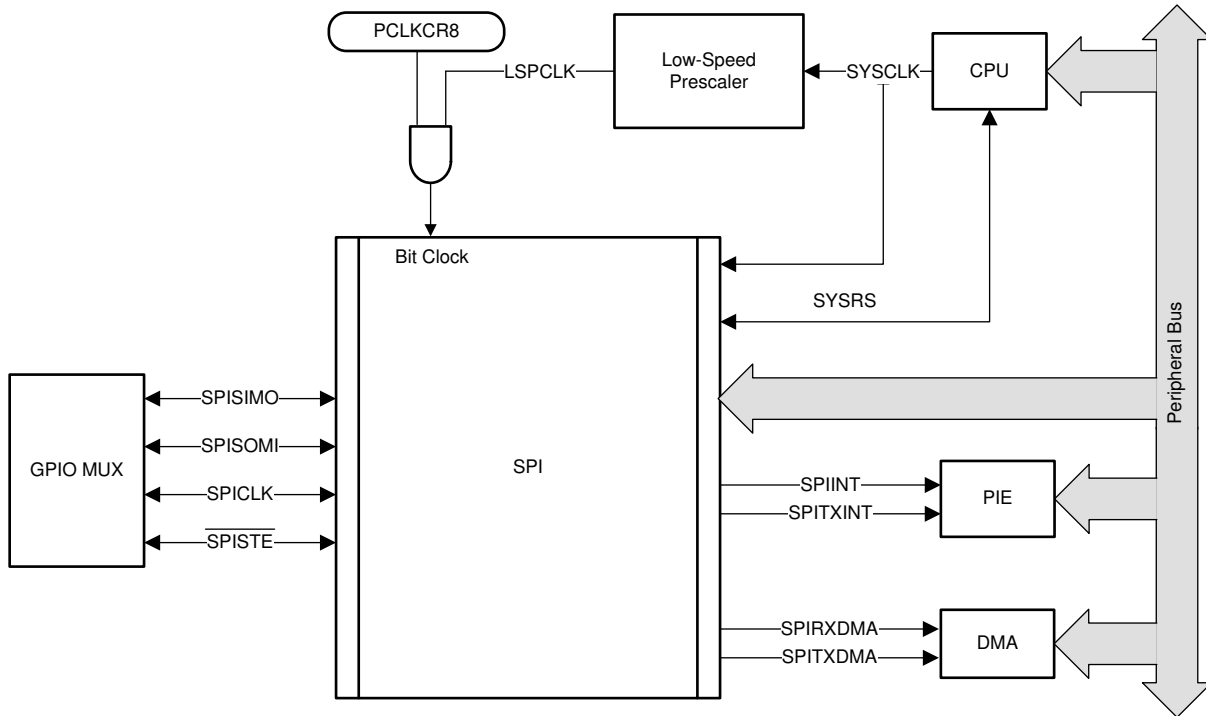 PCLKCR8
LSPCLK
Low-Speed
Prescaler
SYSCLK
CPU
Bit Clock
SYSRS
Peripheral Bus
GPIO MUX
SPISIMO
SPISOMI
SPICLK
SPISTE
SPI
SPIINT
SPITXINT
PIE
SPIRXDMA
SPITXDMA
DMA